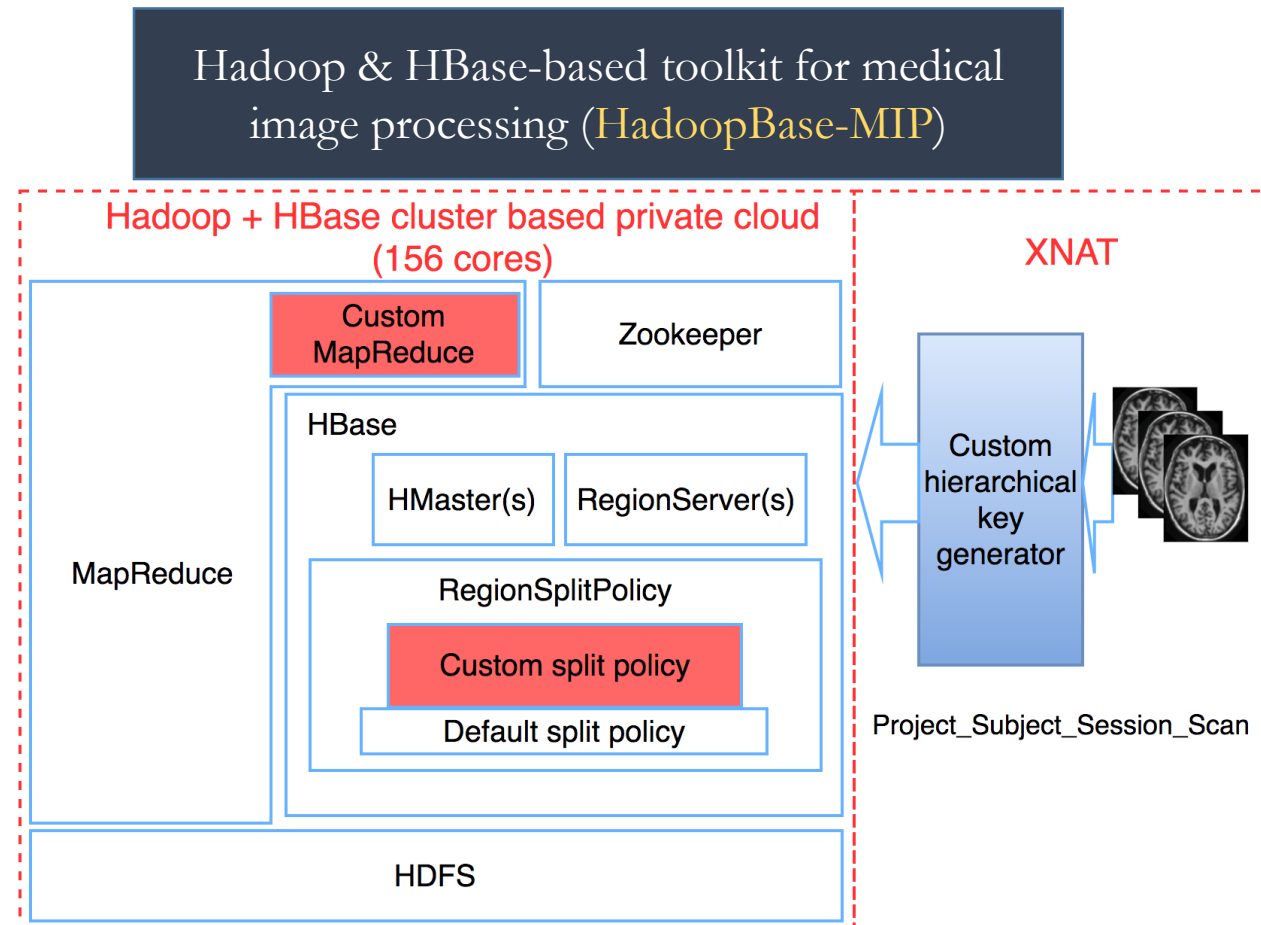 Hadoop & HBase-based toolkit for medical
image processing (HadoopBase-MIP)
Hadoop + HBase cluster based private cloud
(156 cores)
XNAT
Custom
MapReduce
Zookeeper
HBase
HMaster(s)
RegionServer(s)
MapReduce
RegionSplitPolicy
Custom split policy
Default split policy
HDFS
Custom
hierarchical
key
generator
Project_Subject_Session_Scan